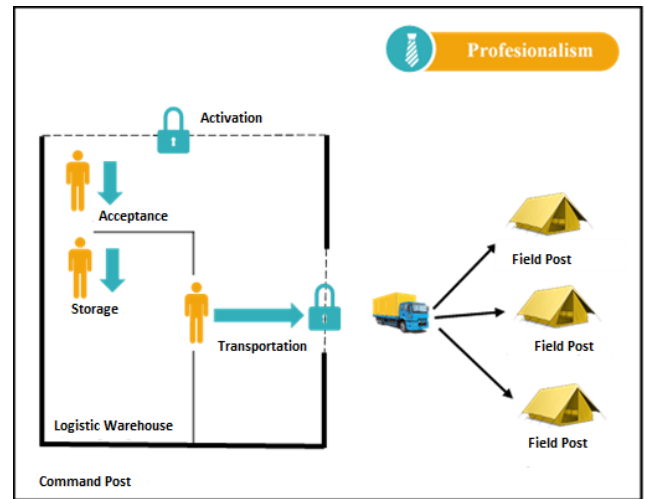 Profesionalism
Activation
Acceptance
Storage
Transportation
Logistic Warehouse
Command Post
Field Post
Field Post
Field Post